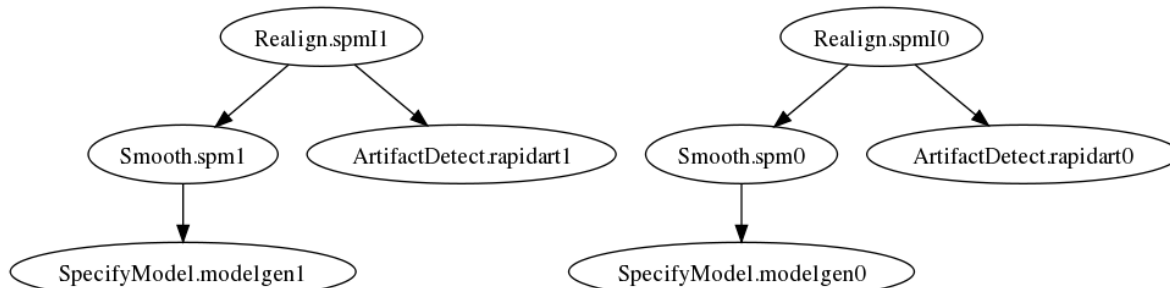 Realign.spmI1
Realign.spmI0
Smooth.spm1
ArtifactDetect.rapidart1
Smooth.spm0
ArtifactDetect.rapidart0
SpecifyModel.modelgen1
SpecifyModel.modelgen0